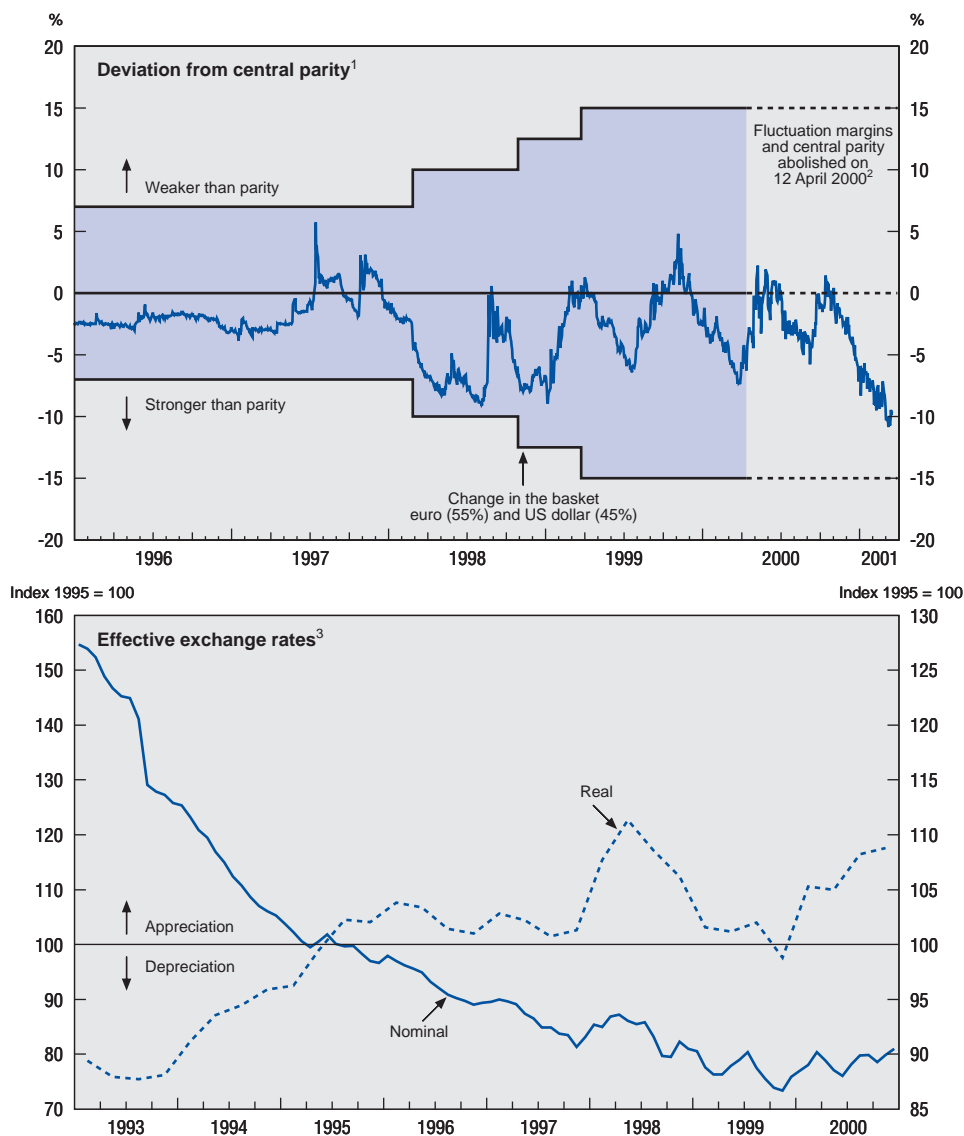 % %
20 20
Deviation from central parity1
15 15
Fluctuation margins
and central parity
abolished on
12 April 20002
10 10
Weaker than parity
5 5
0 0
-5 -5
Stronger than parity
-10 -10
-15 -15
Change in the basket
euro (55%) and US dollar (45%)
-20 -20
1996 1997 1998 1999 2000 2001
Index 1995 = 100 Index 1995 = 100
160 130
Effective exchange rates3
150 125
140 120
130 115
Real
120 110
110 105
Appreciation
100 100
Depreciation
90 95
Nominal
80 90
70 85
1993 1994 1995 1996 1997 1998 1999 2000